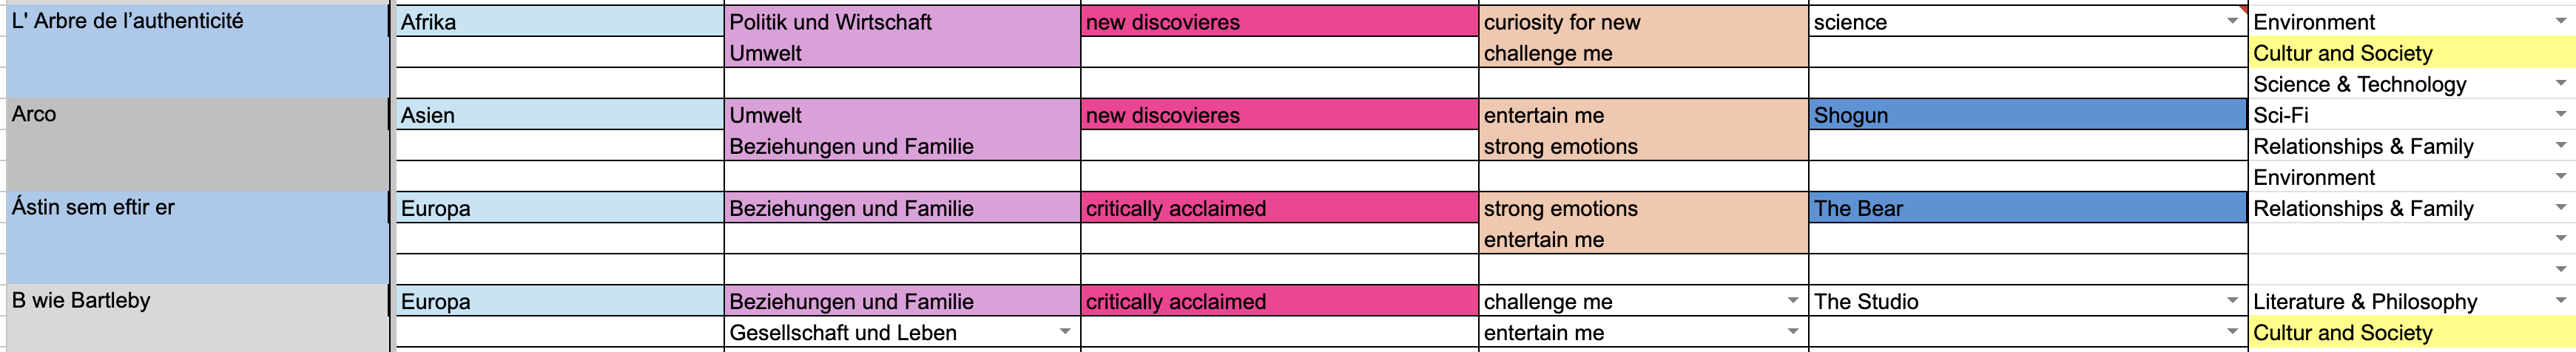 L' Arbre de l’authenticité Afrika Politik und Wirtschaft new discovieres curiosity for new science Environment
Umwelt challenge me Cultur and Society
Science & Technology
Arco Asien Umwelt new discovieres entertain me Shogun Sci-Fi
Beziehungen und Familie strong emotions Relationships & Family
Environment
Ástin sem eftir er Europa Beziehungen und Familie critically acclaimed strong emotions The Bear Relationships & Family
entertain me
B wie Bartleby Europa Beziehungen und Familie critically acclaimed challenge me The Studio Literature & Philosophy
Gesellschaft und Leben entertain me Cultur and Society